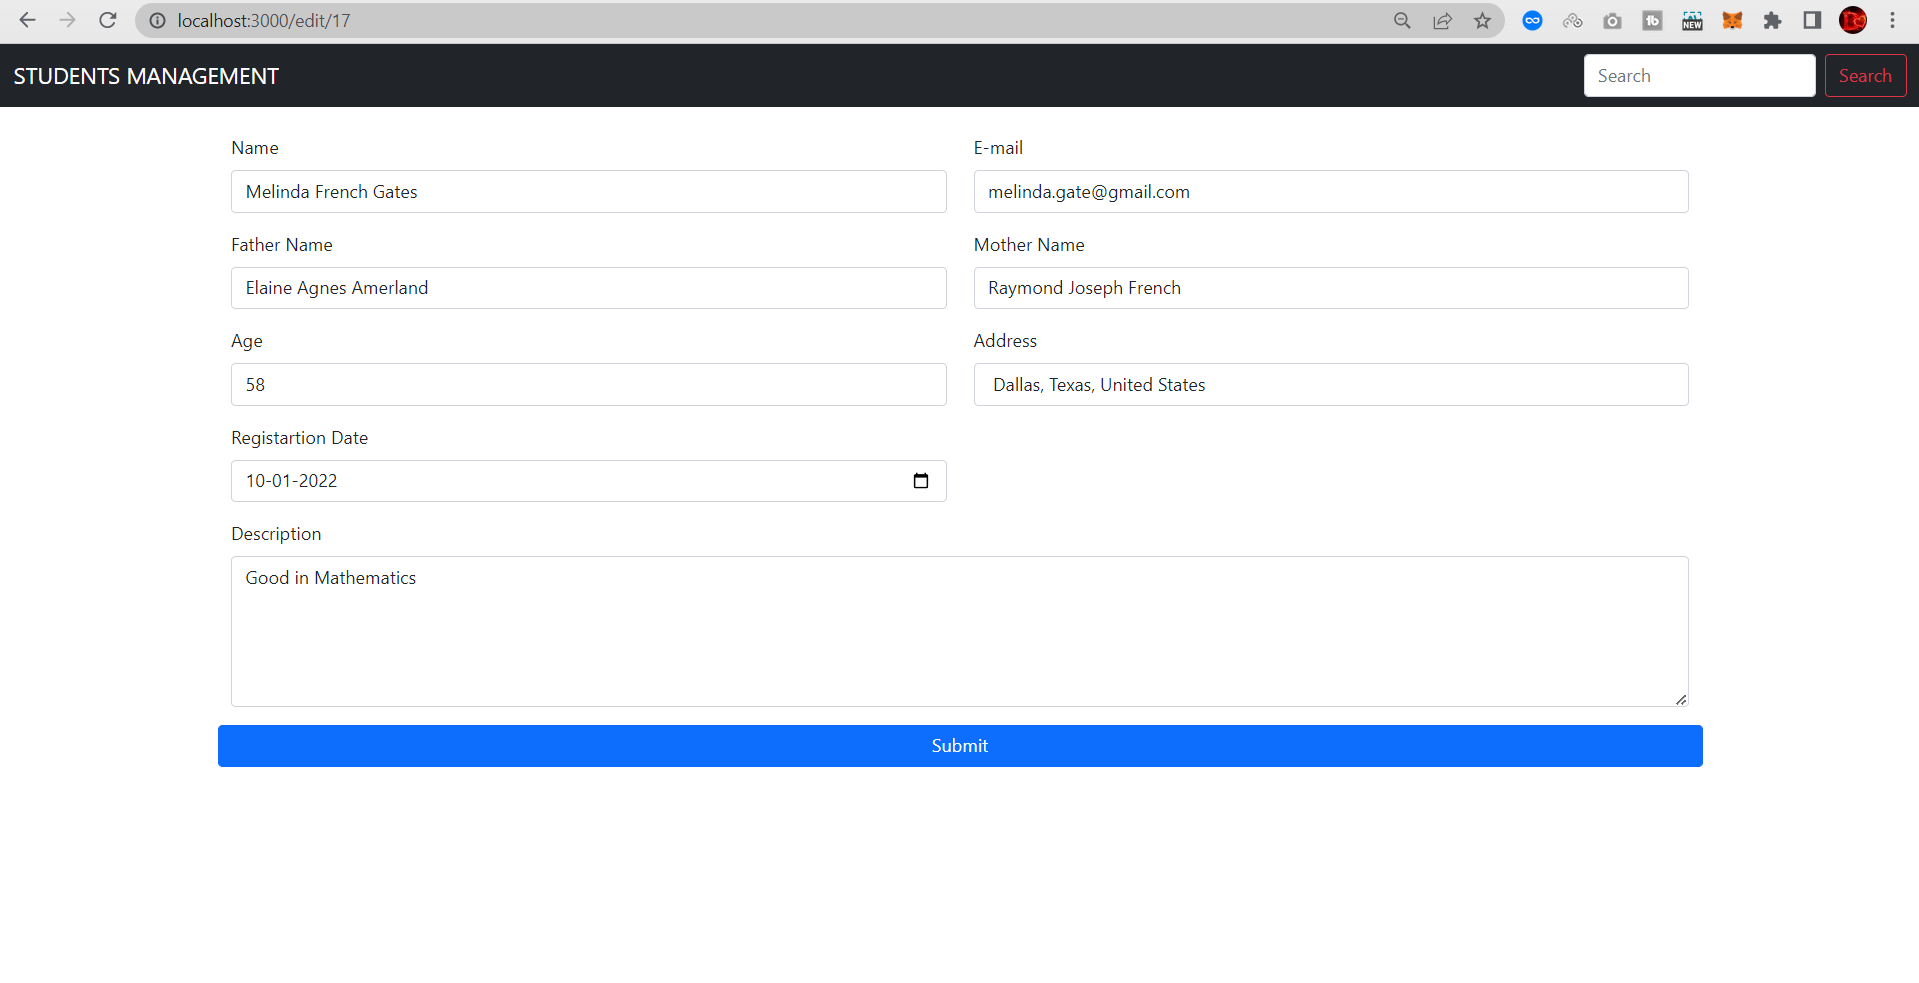 localhost:3000/edit/17
NEW
STUDENTS MANAGEMENT
Search
Search
Name
E-mail
Melinda French Gates
melinda.gate@gmail.com
Father Name
Mother Name
Elaine Agnes Amerland
Raymond Joseph French
Age
Address
58
Dallas, Texas, United States
Registartion Date
10-01-2022
Description
Good in Mathematics
Submit